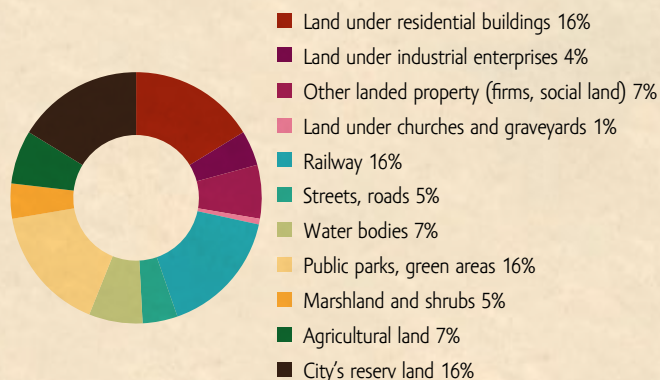 Land under residential buildings 16%
Land under industrial enterprises 4%
Other landed property (firms, social land) 7%
Land under churches and graveyards 1%
Railway 16%
Streets, roads 5%
Water bodies 7%
Public parks, green areas 16%
Marshland and shrubs 5%
Agricultural land 7%
City's reserv land 16%